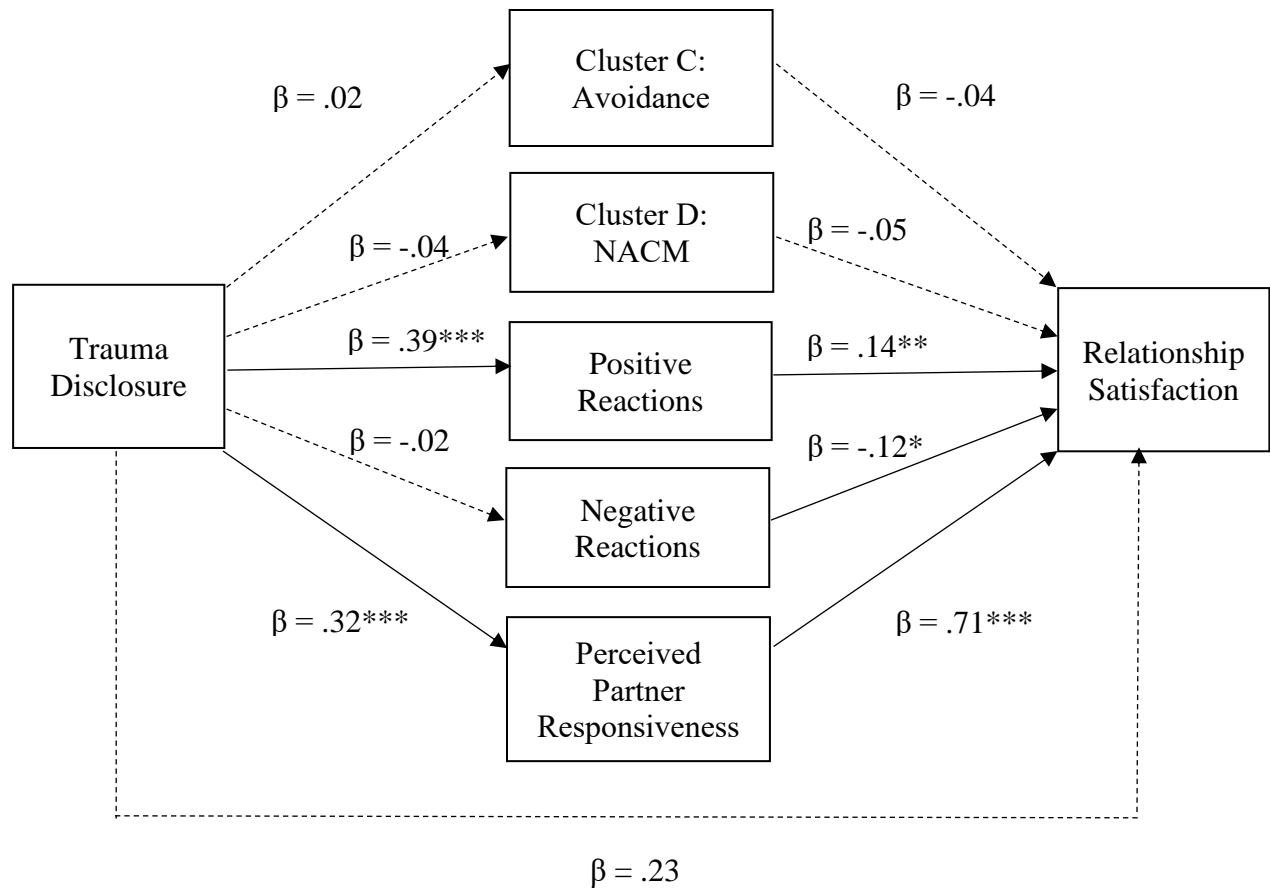 Cluster C:
Avoidance
β = .02
β = -.04
Cluster D:
NACM
β = -.04
β = -.05
Trauma
Disclosure
β = .39***
Positive
Reactions
β = .14**
Relationship
Satisfaction
β = -.02
β = -.12*
Negative
Reactions
β = .32***
Perceived
Partner
Responsiveness
β = .71***
β = .23